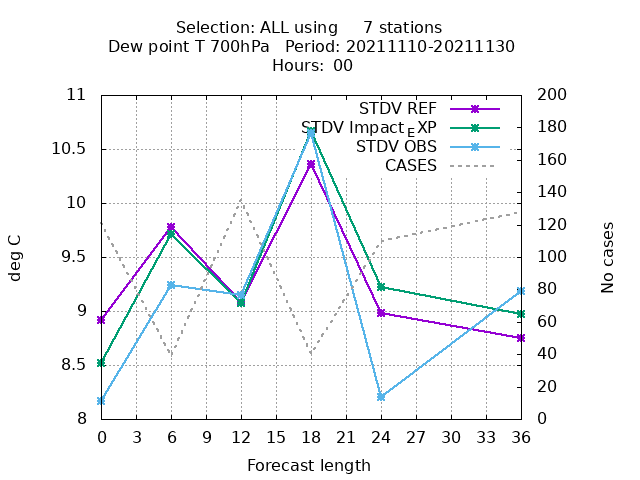 Selection: ALL using 7 stations
Dew point T 700hPa Period: 20211110-20211130
Hours: 00
STDV REF
STDV Impact_EXP
STDV OBS
CASES
11
10.5
10
9.5
9
8.5
8
deg C
200
180
160
140
120
100
80
60
40
20
0
No cases
0 3 6 9 12 15 18 21 24 27 30 33 36
Forecast length